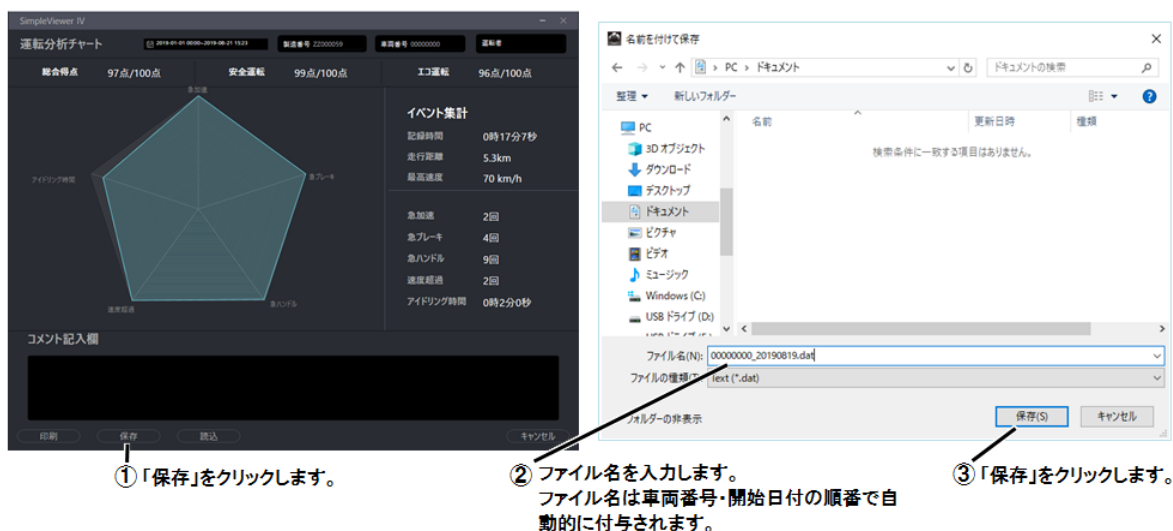 SimpleViewer IV
運転分析チャート
2019-01-01 0000~2019-08-21 1523
製造番号 ZZ000059
車両番号 00000000
運転者
総合得点 97点/100点
安全運転 99点/100点
エコ運転 96点/100点
急加速
アイドリング時間
急ブレーキ
速度超過
急ハンドル
イベント集計
記録時間 0時17分7秒
走行距離 5.3km
最高速度 70 km/h
急加速 2回
急ブレーキ 4回
急ハンドル 9回
速度超過 2回
アイドリング時間 0時2分0秒
コメント記入欄
印刷
保存
読込
キャンセル
①「保存」をクリックします。
名前を付けて保存
PC › ドキュメント
ドキュメントの検索
整理
新しいフォルダー
名前
更新日時
種類
検索条件に一致する項目はありません。
PC
3D オブジェクト
ダウンロード
デスクトップ
ドキュメント
ピクチャ
ビデオ
ミュージック
Windows (C:)
USB ドライブ (D:)
ファイル名(N): 00000000_20190819.dat
ファイルの種類(T): Text (*.dat)
フォルダーの非表示
保存(S)
キャンセル
②ファイル名を入力します。
ファイル名は車両番号・開始日付の順番で自
動的に付与されます。
③「保存」をクリックします。